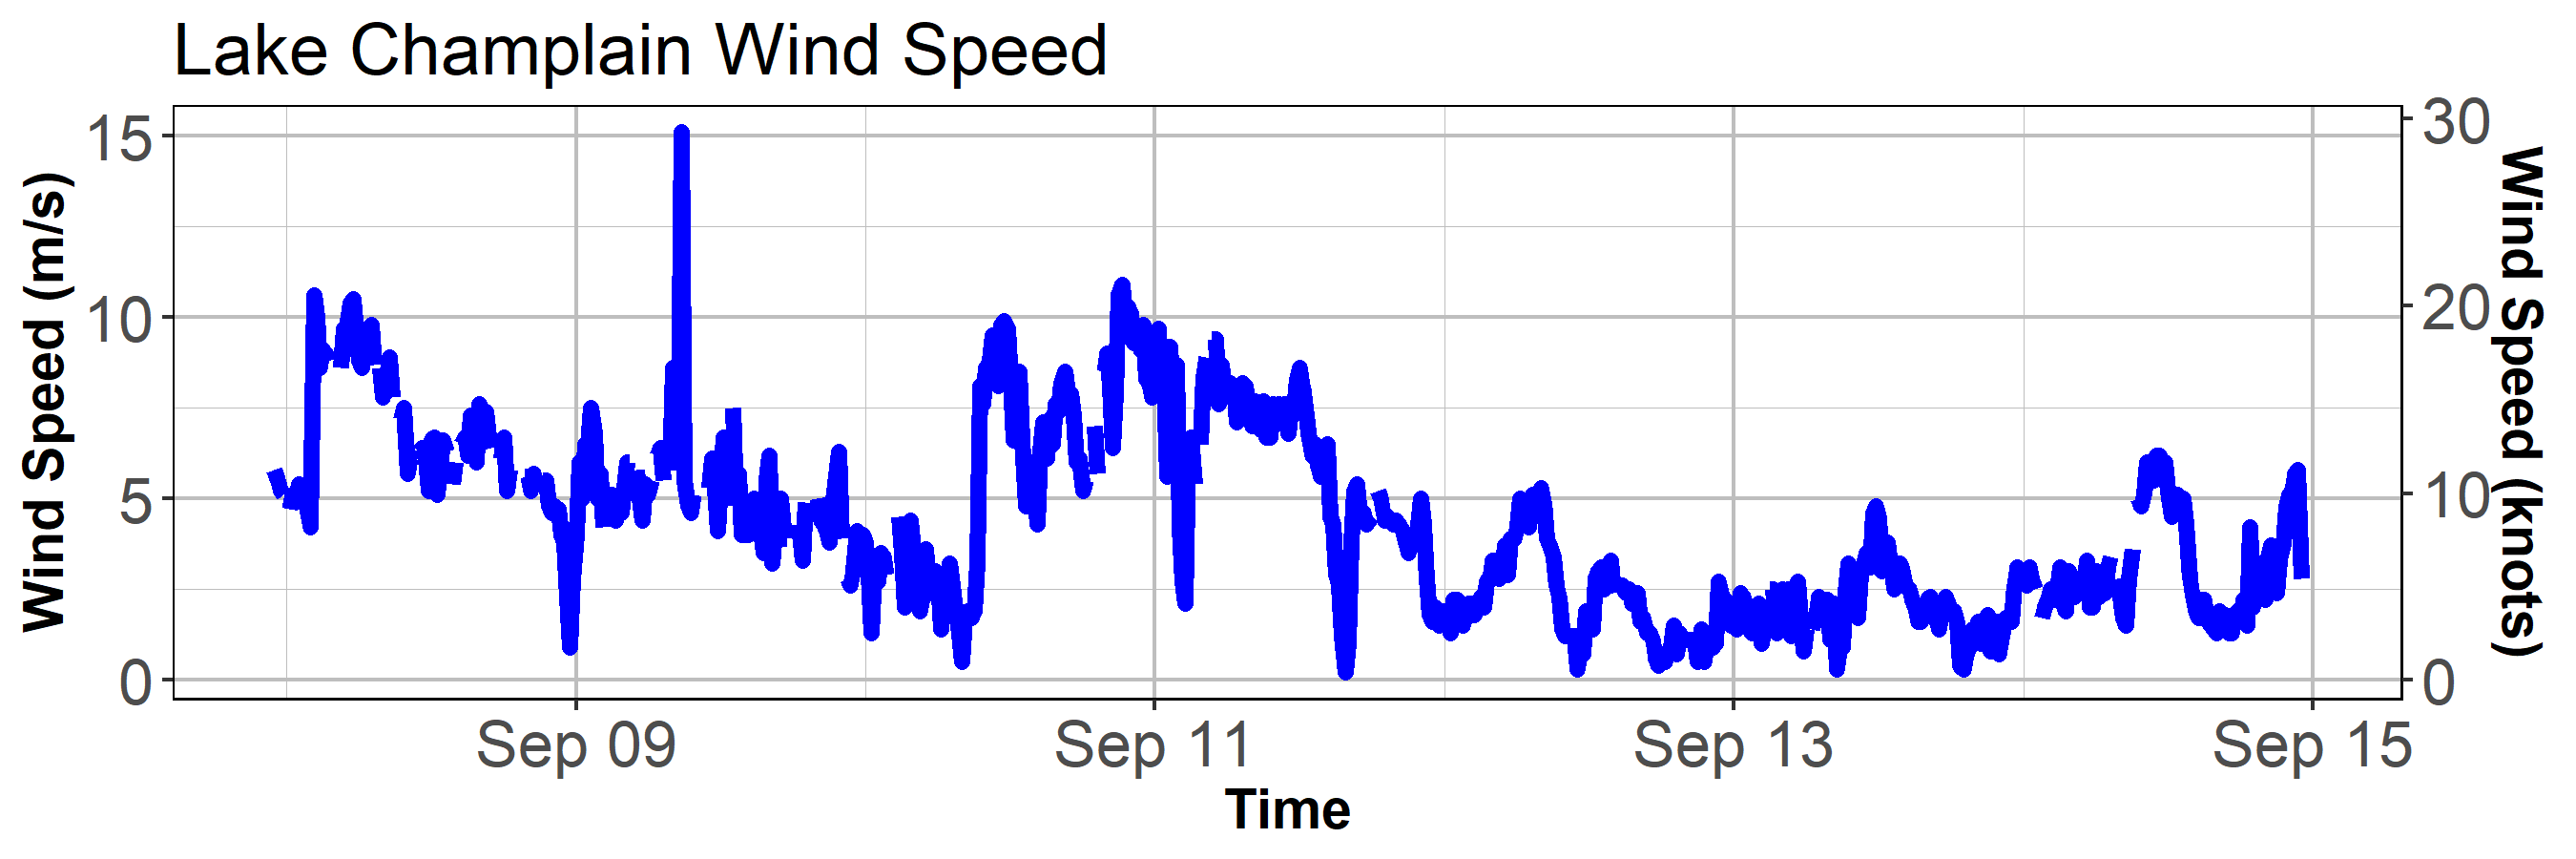 Lake Champlain Wind Speed
Wind Speed (m/s)
15
10
5
0
30
20
10
0
Wind Speed (knots)
Sep 09
Sep 11
Sep 13
Sep 15
Time